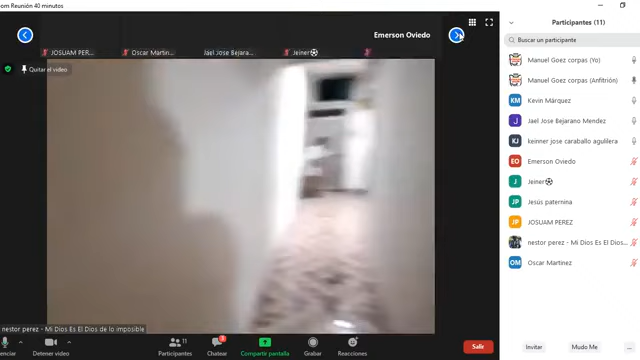 om Reunión 40 minutos
Emerson Oviedo
JOSUAM PER...
Oscar Martin...
Jael Jose Bejara...
Jeiner⚽
Quitar el video
nestor perez - Mi Dios Es El Dios de lo imposible
enciar
Detener video
11
Participantes
Chatear
Compartir pantalla
Grabar
Reacciones
Salir
Participantes (11)
Buscar un participante
Manuel Goez corpas (Yo)
Manuel Goez corpas (Anfitrión)
KM Kevin Márquez
J Jael Jose Bejarano Mendez
KJ keinner jose caraballo aguilera
EO Emerson Oviedo
J Jeiner⚽
JP Jesús paternina
JP JOSUAM PEREZ
nestor perez - Mi Dios Es El Dios...
OM Oscar Martinez
Invitar
Mudo Me
...